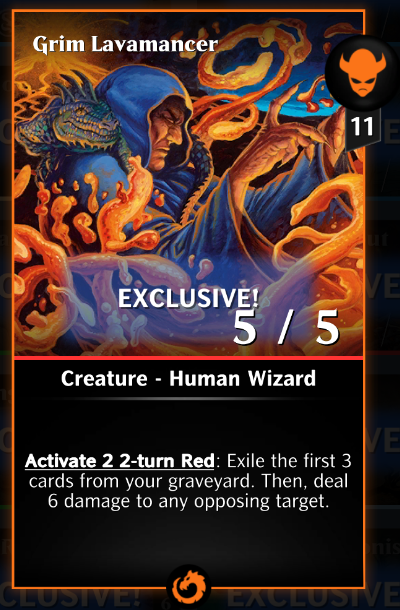 Grim Lavamancer
11
EXCLUSIVE!
5 / 5
Creature - Human Wizard
Activate 2 2-turn Red: Exile the first 3
cards from your graveyard. Then, deal
6 damage to any opposing target.